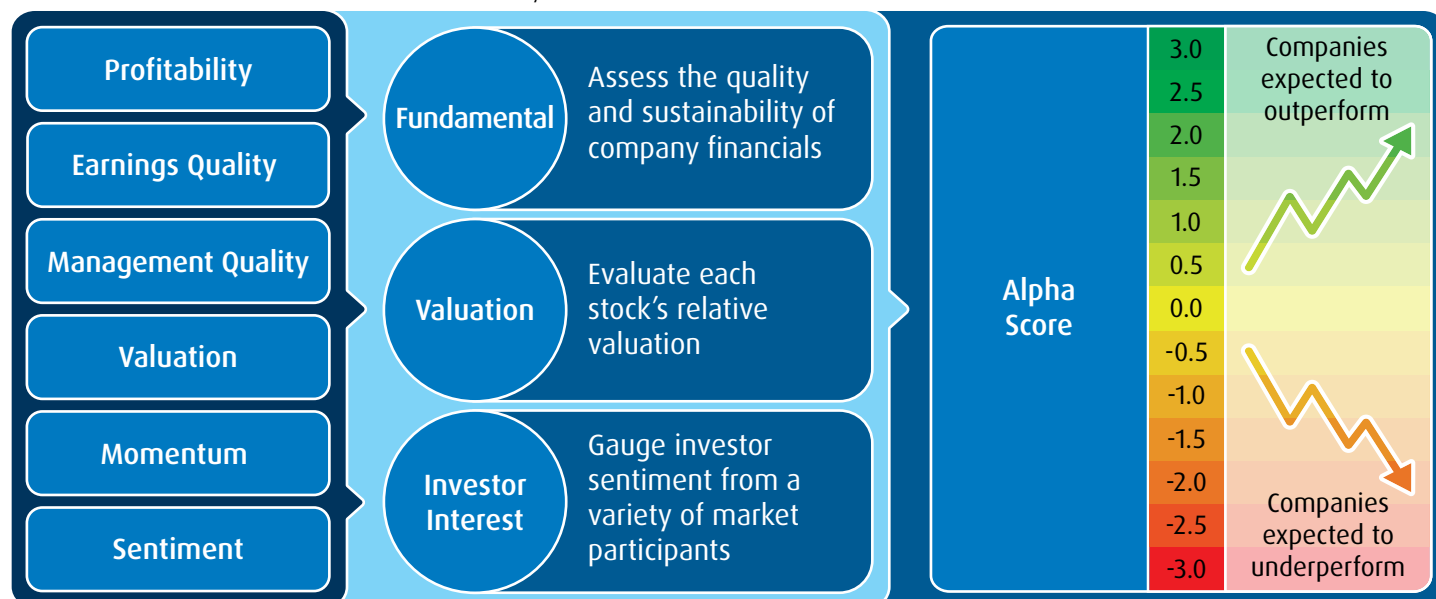 Profitability
Earnings Quality
Management Quality
Valuation
Momentum
Sentiment
Fundamental
Assess the quality
and sustainability of
company financials
Valuation
Evaluate each
stock’s relative
valuation
Investor
Interest
Gauge investor
sentiment from a
variety of market
participants
Alpha
Score
3.0
2.5
2.0
1.5
1.0
0.5
0.0
-0.5
-1.0
-1.5
-2.0
-2.5
-3.0
Companies
expected to
outperform
Companies
expected to
underperform